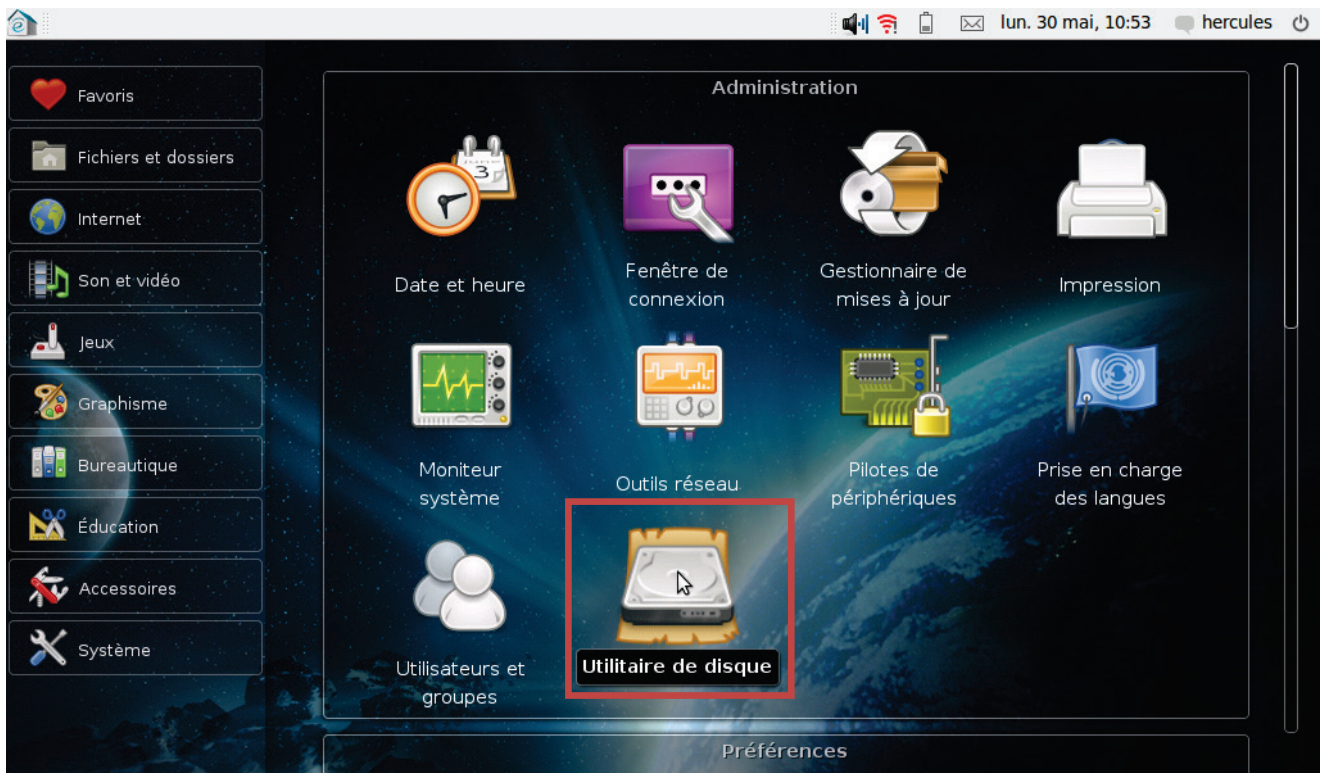 lun. 30 mai, 10:53 hercules
Favoris
Fichiers et dossiers
Internet
Son et vidéo
Jeux
Graphisme
Bureautique
Éducation
Accessoires
Système
Administration
Date et heure
Fenêtre de
connexion
Gestionnaire de
mises à jour
Impression
Moniteur
système
Outils réseau
Pilotes de
périphériques
Prise en charge
des langues
Utilisateurs et
groupes
Utilitaire de disque
Préférences